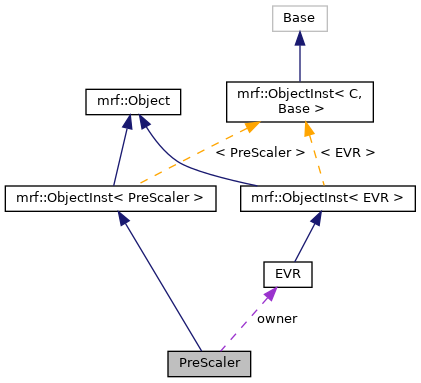 Base
mrf::Object
mrf::ObjectInst< C,
Base >
< PreScaler >
< EVR >
mrf::ObjectInst< PreScaler >
mrf::ObjectInst< EVR >
EVR
owner
PreScaler